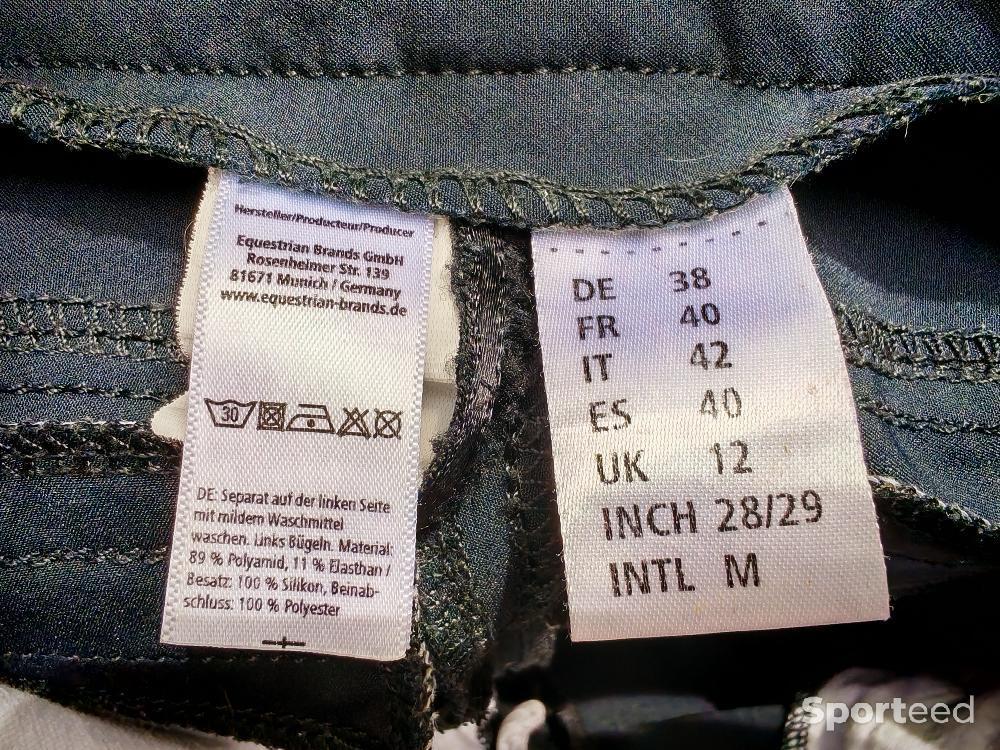 Hersteller/Producteur/Producer
Equestrian Brands GmbH
Rosenheimer Str. 139
81671 Munich / Germany
www.equestrian-brands.de
30
DE: Separat auf der linken Seite
mit mildem Waschmittel
waschen. Links Bügeln. Material:
89 % Polyamid, 11 % Elasthan /
Besatz: 100 % Silikon, Beinab-
schluss: 100 % Polyester
DE 38
FR 40
IT 42
ES 40
UK 12
INCH 28/29
INTL M
Sporteed